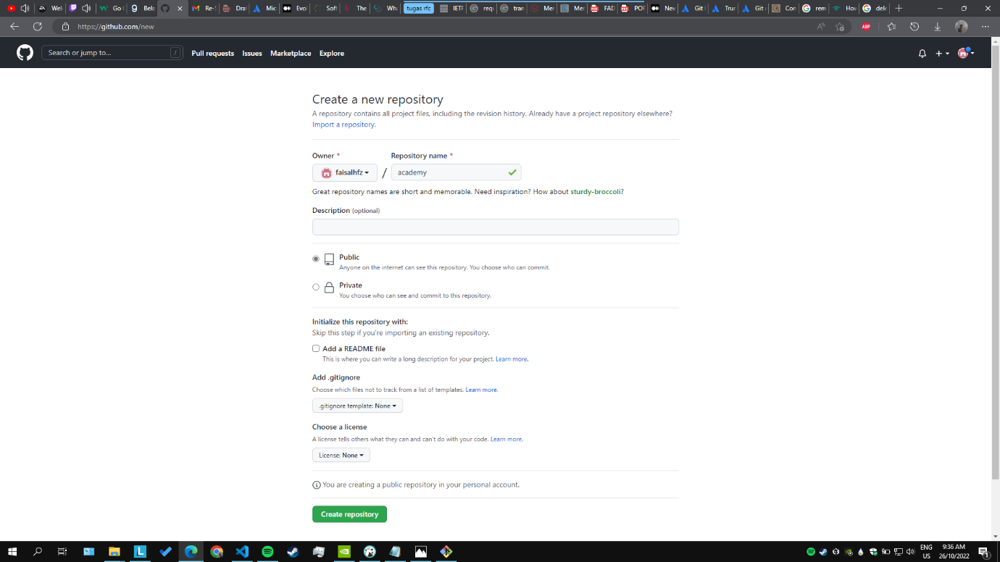 We
Go
Bel
Re-S
Dra
Mic
Evo
Soft
The
Wh
tugas rfc
IETF
req
tran
Mer
Me
FAD
POF
Nev
Git
Trur
Git
Con
rem
Hov
dele
https://github.com/new
ABP
Search or jump to... /
Pull requests Issues Marketplace Explore
Create a new repository
A repository contains all project files, including the revision history. Already have a project repository elsewhere?
Import a repository.
Owner * Repository name *
faisalhfz / academy
Great repository names are short and memorable. Need inspiration? How about sturdy-broccoli?
Description (optional)
Public
Anyone on the internet can see this repository. You choose who can commit.
Private
You choose who can see and commit to this repository.
Initialize this repository with:
Skip this step if you're importing an existing repository.
Add a README file
This is where you can write a long description for your project. Learn more.
Add .gitignore
Choose which files not to track from a list of templates. Learn more.
.gitignore template: None
Choose a license
A license tells others what they can and can't do with your code. Learn more.
License: None
You are creating a public repository in your personal account.
Create repository
ENG
US
9:36 AM
26/10/2022
1